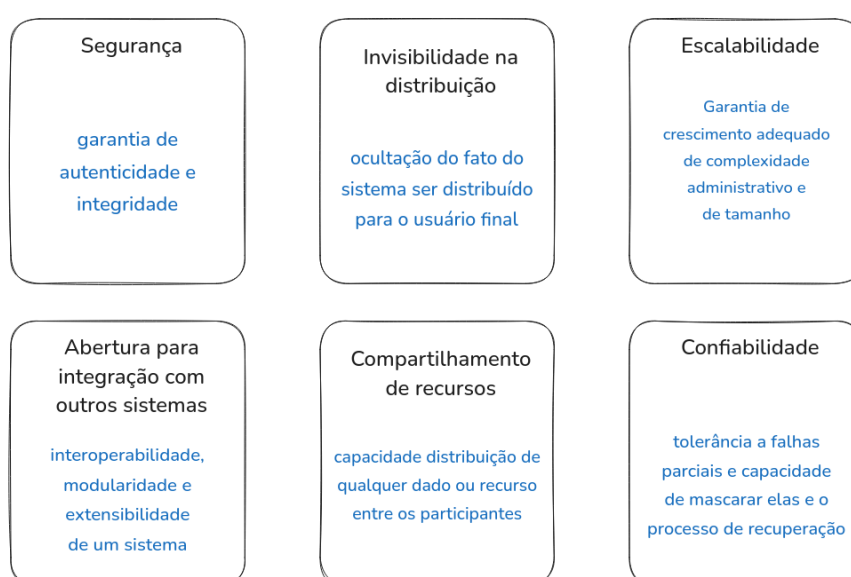 Segurança
garantia de
autenticidade e
integridade
Invisibilidade na
distribuição
ocultação do fato do
sistema ser distribuído
para o usuário final
Escalabilidade
Garantia de
crescimento adequado
de complexidade
administrativo e
de tamanho
Abertura para
integração com
outros sistemas
interoperabilidade,
modularidade e
extensibilidade
de um sistema
Compartilhamento
de recursos
capacidade distribuição de
qualquer dado ou recurso
entre os participantes
Confiabilidade
tolerância a falhas
parciais e capacidade
de mascarar elas e o
processo de recuperação